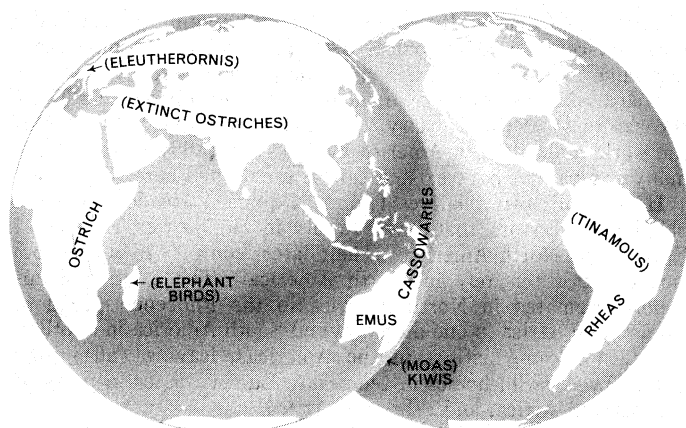 (ELEUTHERORNIS)
(EXTINCT OSTRICHES)
OSTRICH
(ELEPHANT
BIRDS)
CASSOWARIES
EMUS
(MOAS)
KIWIS
(TINAMOUS)
RHEAS